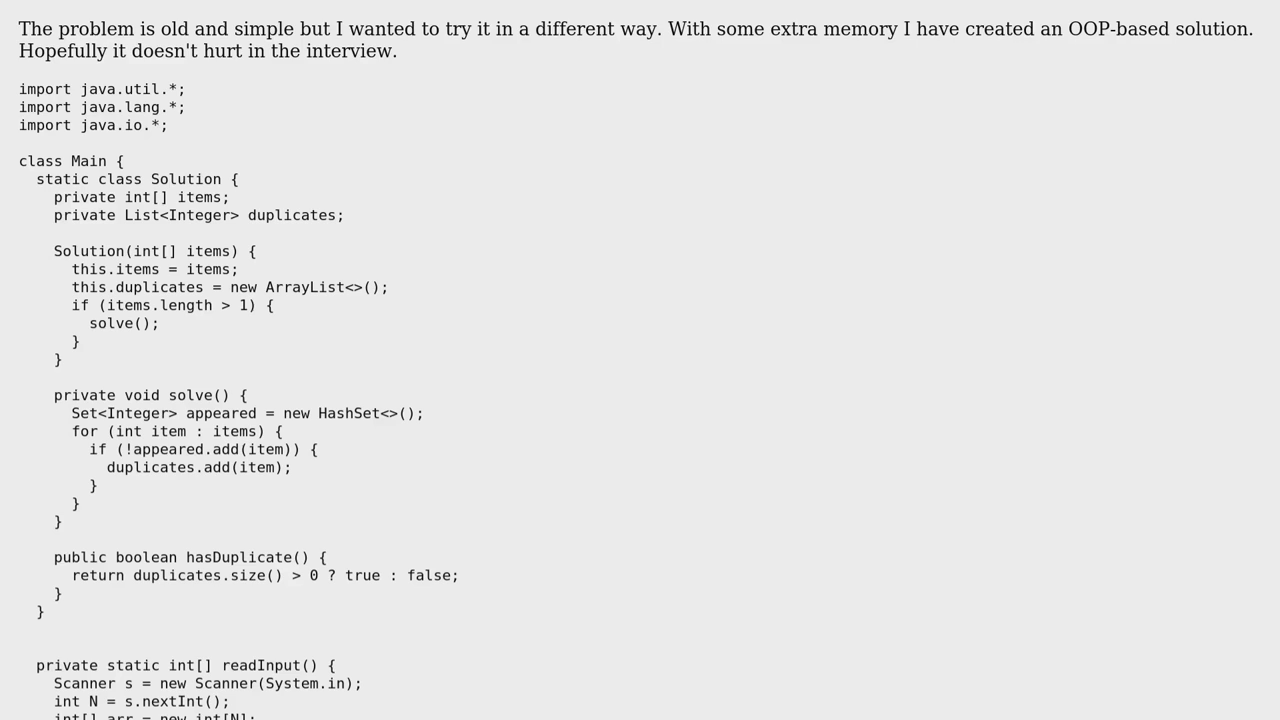 The problem is old and simple but I wanted to try it in a different way. With some extra memory I have created an OOP-based solution.
Hopefully it doesn't hurt in the interview.
import java.util.*;
import java.lang.*;
import java.io.*;
class Main {
static class Solution {
private int[] items;
private List<Integer> duplicates;
Solution(int[] items) {
this.items = items;
this.duplicates = new ArrayList<>();
if (items.length > 1) {
solve();
}
}
private void solve() {
Set<Integer> appeared = new HashSet<>();
for (int item : items) {
if (!appeared.add(item)) {
duplicates.add(item);
}
}
}
public boolean hasDuplicate() {
return duplicates.size() > 0 ? true : false;
}
}
private static int[] readInput() {
Scanner s = new Scanner(System.in);
int N = s.nextInt();
int[] arr = new int[N];